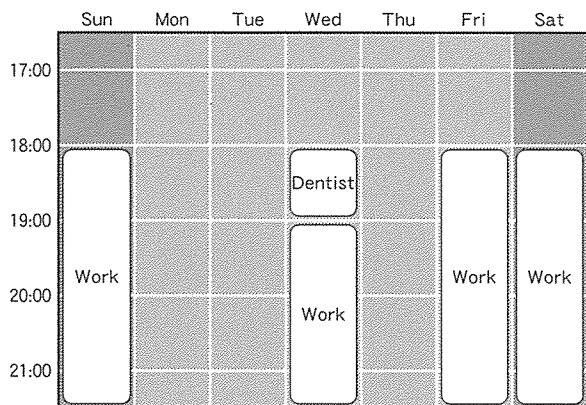 Sun Mon Tue Wed Thu Fri Sat
17:00
18:00
Dentist
19:00
Work Work Work
20:00
Work
21:00